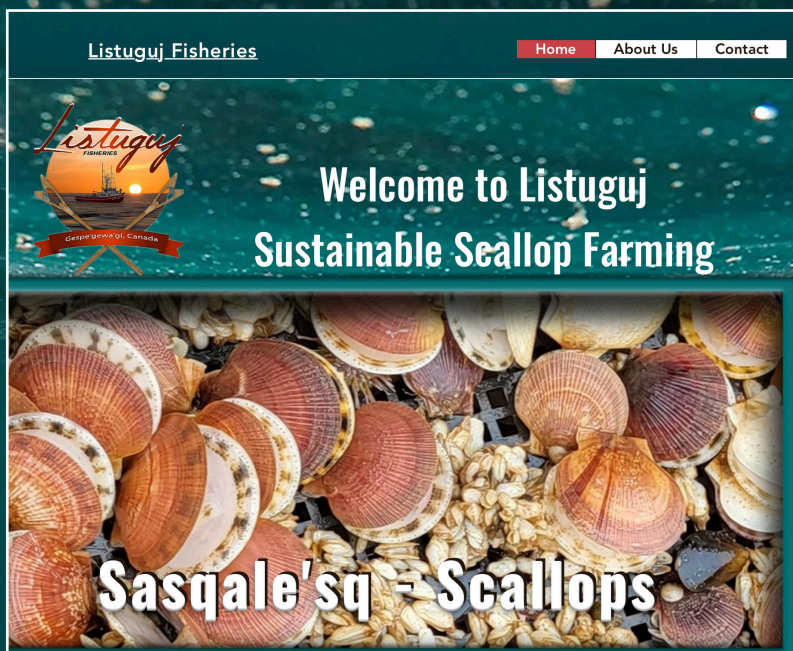 Listuguj Fisheries
Home
About Us
Contact
Listuguj
FISHERIES
Gespe'gewa'gi, Canada
Welcome to Listuguj
Sustainable Scallop Farming
Sasqale'sq - Scallops